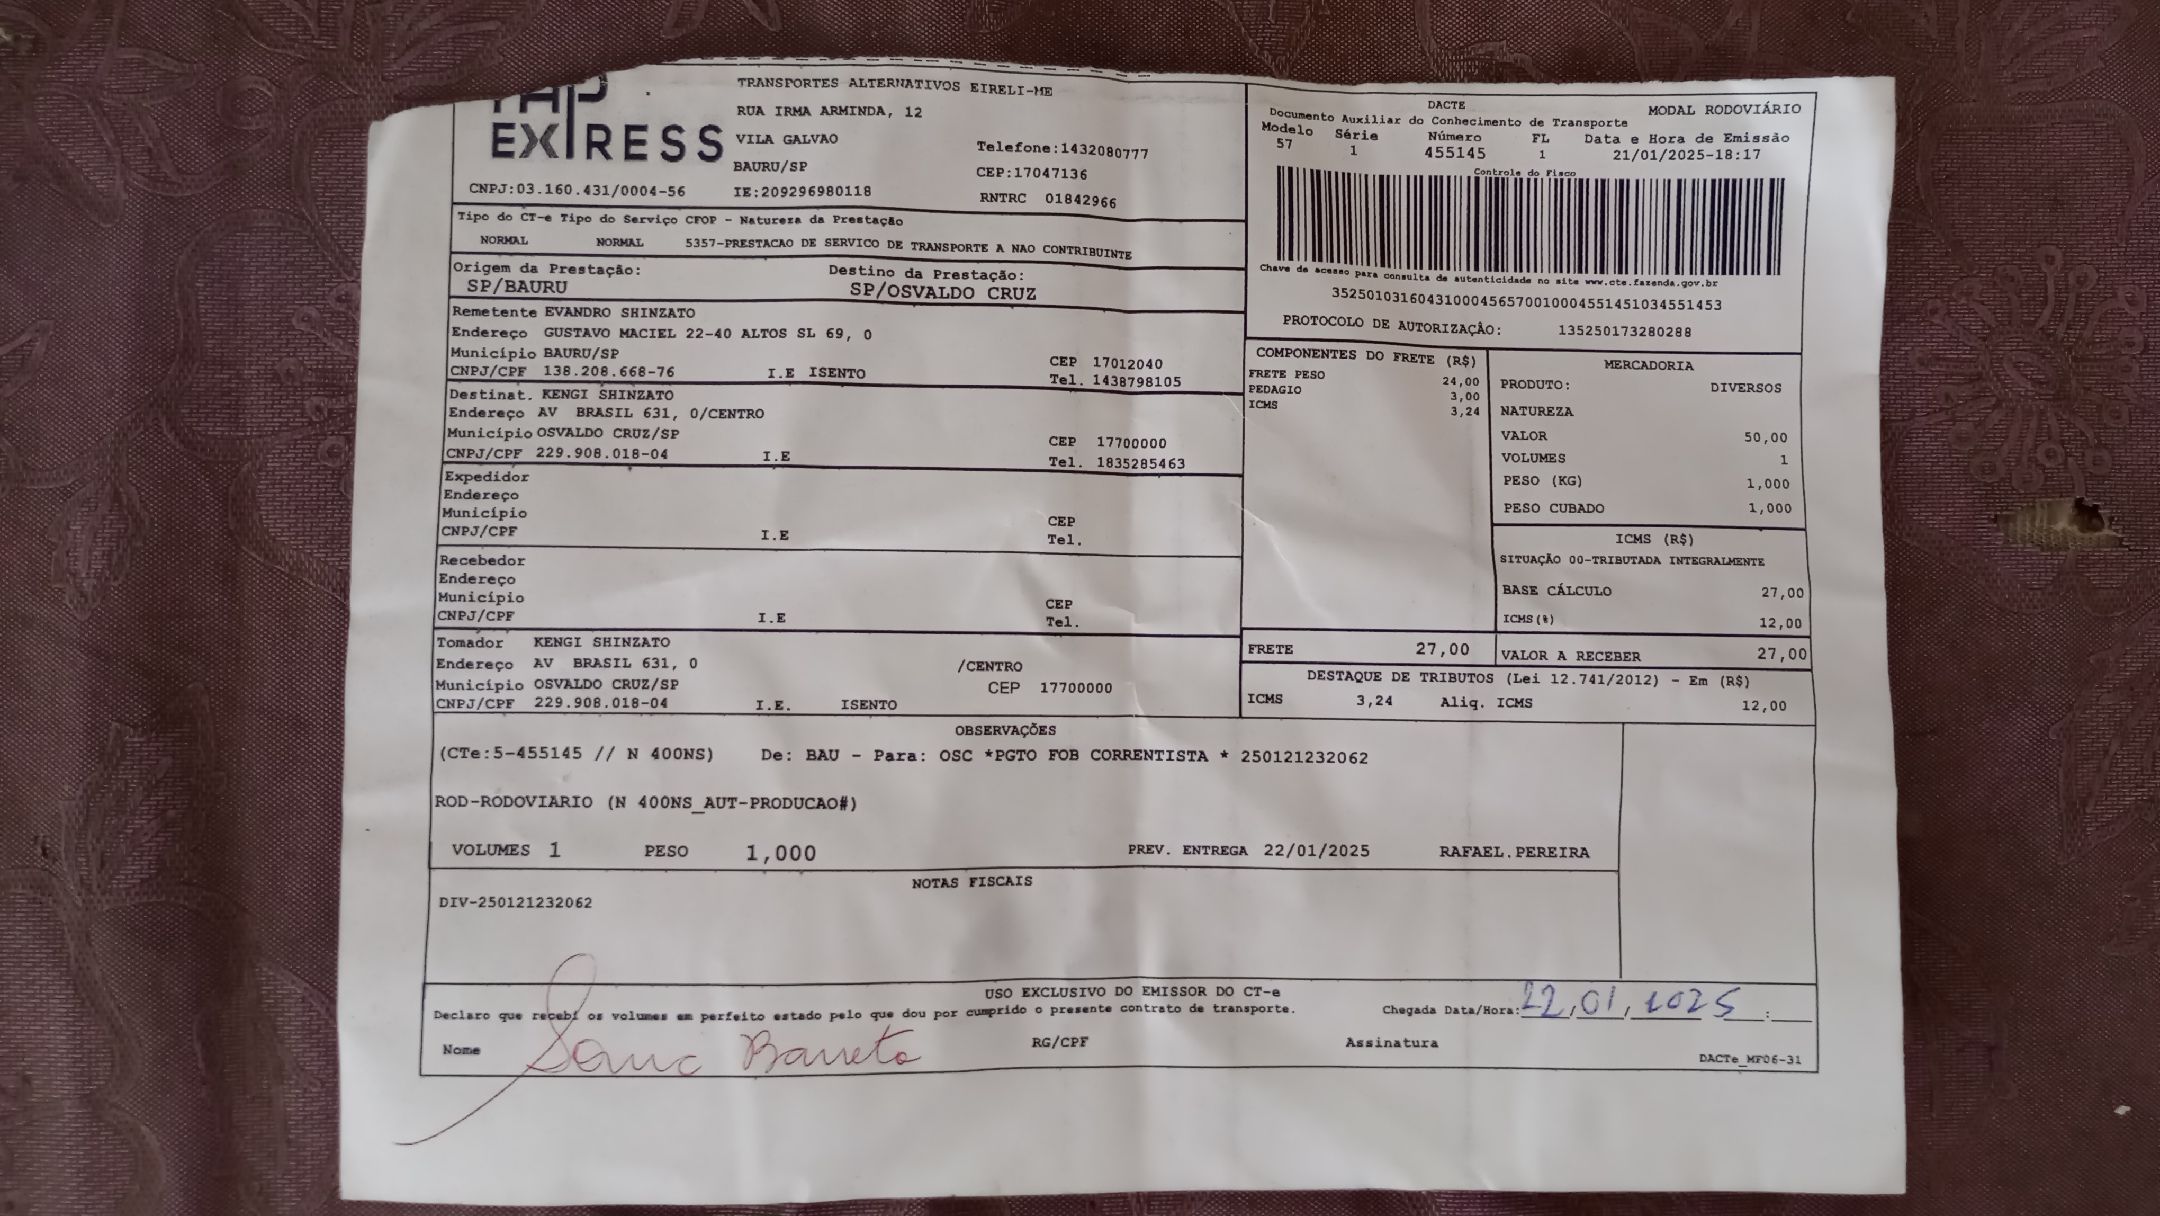 EXPRESS
TRANSPORTES ALTERNATIVOS EIRELI-ME
RUA IRMA ARMINDA, 12
VILA GALVAO
Telefone:1432080777
BAURU/SP
CEP:17047136
CNPJ:03.160.431/0004-56 IE:209296980118
RNTRC 01842966
DACTE
MODAL RODOVIÁRIO
Documento Auxiliar do Conhecimento de Transporte
Modelo Série Número FL Data e Hora de Emissão
57 1 455145 1 21/01/2025-18:17
Controle do Fisco
Chave de acesso para consulta de autenticidade no site www.cte.fazenda.gov.br
35250103160431000456570010004551451034551453
PROTOCOLO DE AUTORIZAÇÃO: 135250173280288
Tipo do CT-e Tipo do Serviço CFOP - Natureza da Prestação
NORMAL NORMAL 5357-PRESTACAO DE SERVICO DE TRANSPORTE A NAO CONTRIBUINTE
Origem da Prestação: Destino da Prestação:
SP/BAURU SP/OSVALDO CRUZ
Remetente EVANDRO SHINZATO
Endereço GUSTAVO MACIEL 22-40 ALTOS SL 69, 0
Município BAURU/SP CEP 17012040
CNPJ/CPF 138.208.668-76 I.E ISENTO Tel. 1438798105
Destinat. KENGI SHINZATO
Endereço AV BRASIL 631, 0/CENTRO
Município OSVALDO CRUZ/SP CEP 17700000
CNPJ/CPF 229.908.018-04 I.E Tel. 1835285463
Expedidor
Endereço
Município CEP
CNPJ/CPF I.E Tel.
Recebedor
Endereço
Município CEP
CNPJ/CPF I.E Tel.
Tomador KENGI SHINZATO
Endereço AV BRASIL 631, 0 /CENTRO
Município OSVALDO CRUZ/SP CEP 17700000
CNPJ/CPF 229.908.018-04 I.E. ISENTO
COMPONENTES DO FRETE (R$)
FRETE PESO 24,00
PEDAGIO 3,00
ICMS 3,24
MERCADORIA
PRODUTO: DIVERSOS
NATUREZA
VALOR 50,00
VOLUMES 1
PESO (KG) 1,000
PESO CUBADO 1,000
ICMS (R$)
SITUAÇÃO 00-TRIBUTADA INTEGRALMENTE
BASE CÁLCULO 27,00
ICMS(%) 12,00
FRETE 27,00 VALOR A RECEBER 27,00
DESTAQUE DE TRIBUTOS (Lei 12.741/2012) - Em (R$)
ICMS 3,24 Aliq. ICMS 12,00
OBSERVAÇÕES
(CTe:5-455145 // N 400NS) De: BAU - Para: OSC *PGTO FOB CORRENTISTA * 250121232062
ROD-RODOVIARIO (N 400NS_AUT-PRODUCAO#)
VOLUMES 1 PESO 1,000 PREV. ENTREGA 22/01/2025 RAFAEL.PEREIRA
NOTAS FISCAIS
DIV-250121232062
USO EXCLUSIVO DO EMISSOR DO CT-e
Declaro que recebi os volumes em perfeito estado pelo que dou por cumprido o presente contrato de transporte. Chegada Data/Hora: 22/01/2025 :
Nome Barreto RG/CPF Assinatura
DACTe_MF06-31